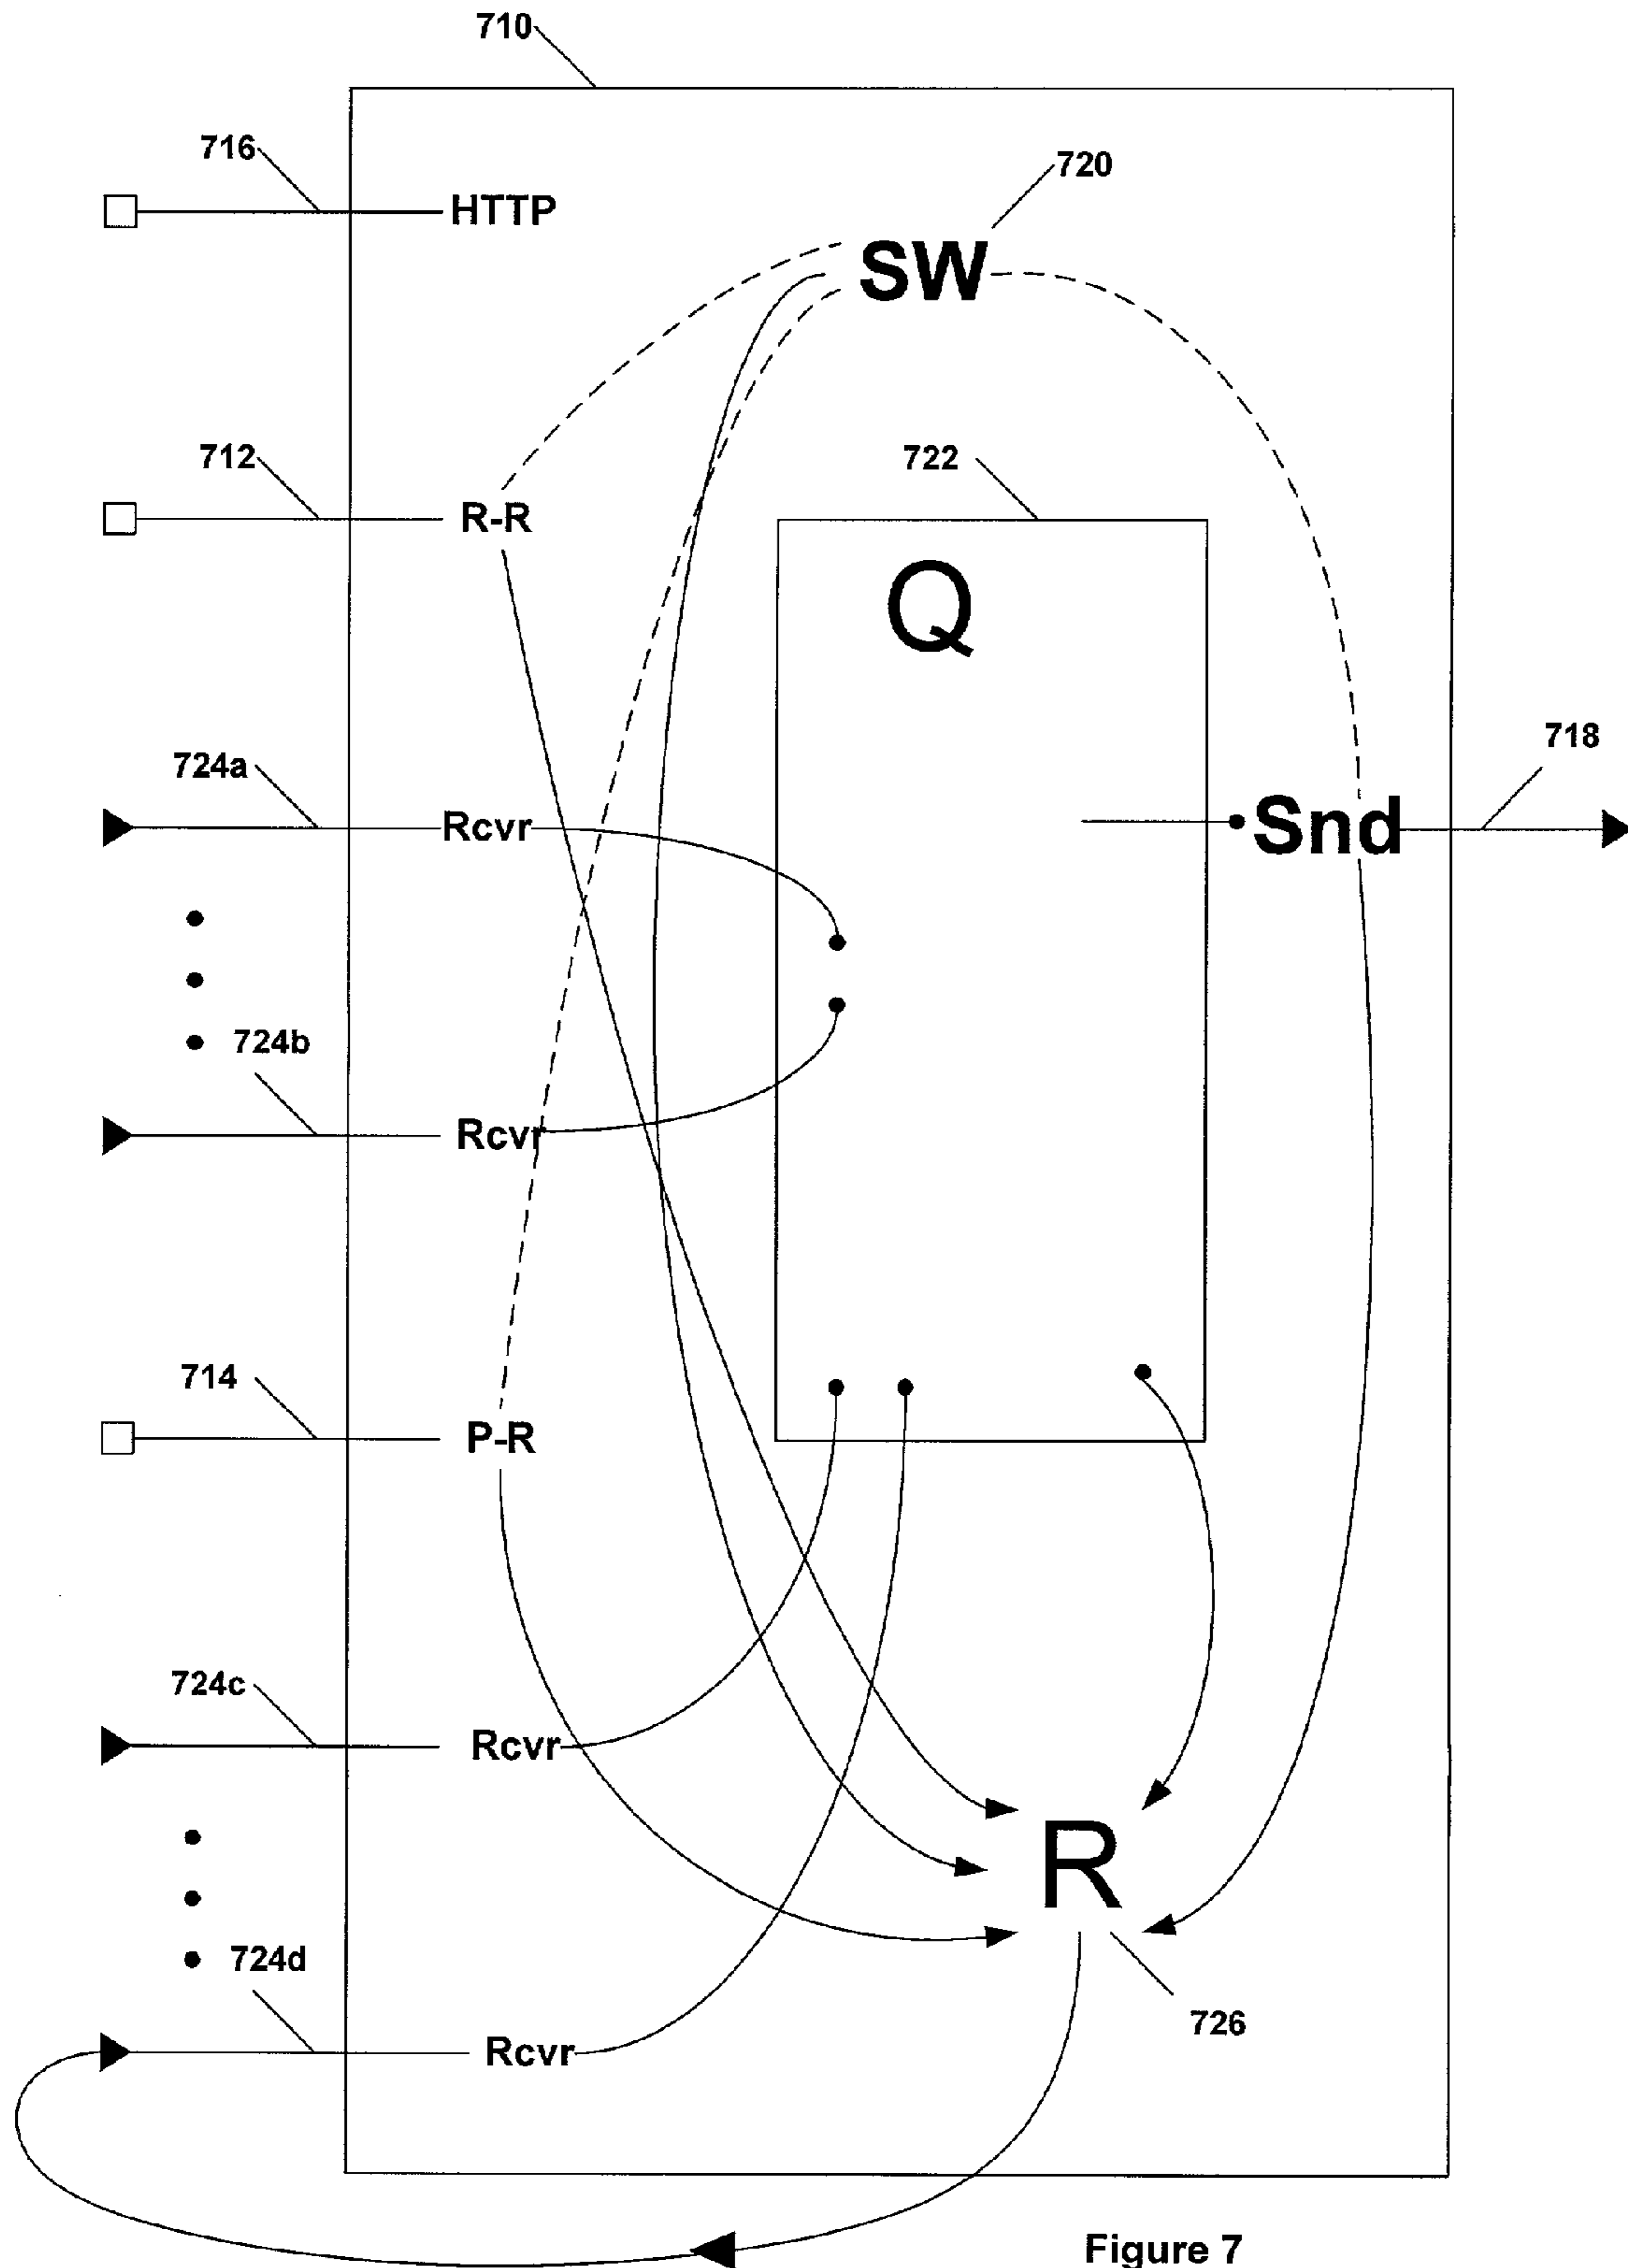 710
716
HTTP
720
SW
712
R-R
722
Q
718
724a
Rcvr
Snd
724b
Rcvr
714
P-R
724c
Rcvr
R
724d
726
Rcvr
Figure 7